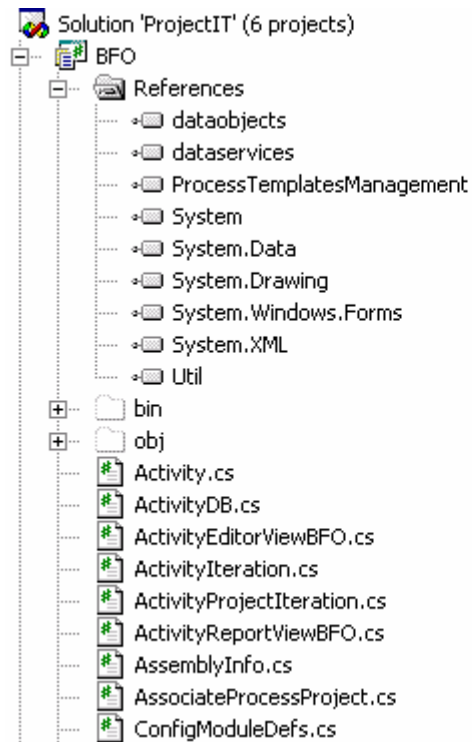 Solution 'ProjectIT' (6 projects)
BFO
References
dataobjects
dataservices
ProcessTemplatesManagement
System
System.Data
System.Drawing
System.Windows.Forms
System.XML
Util
bin
obj
Activity.cs
ActivityDB.cs
ActivityEditorViewBFO.cs
ActivityIteration.cs
ActivityProjectIteration.cs
ActivityReportViewBFO.cs
AssemblyInfo.cs
AssociateProcessProject.cs
ConfigModuleDefs.cs